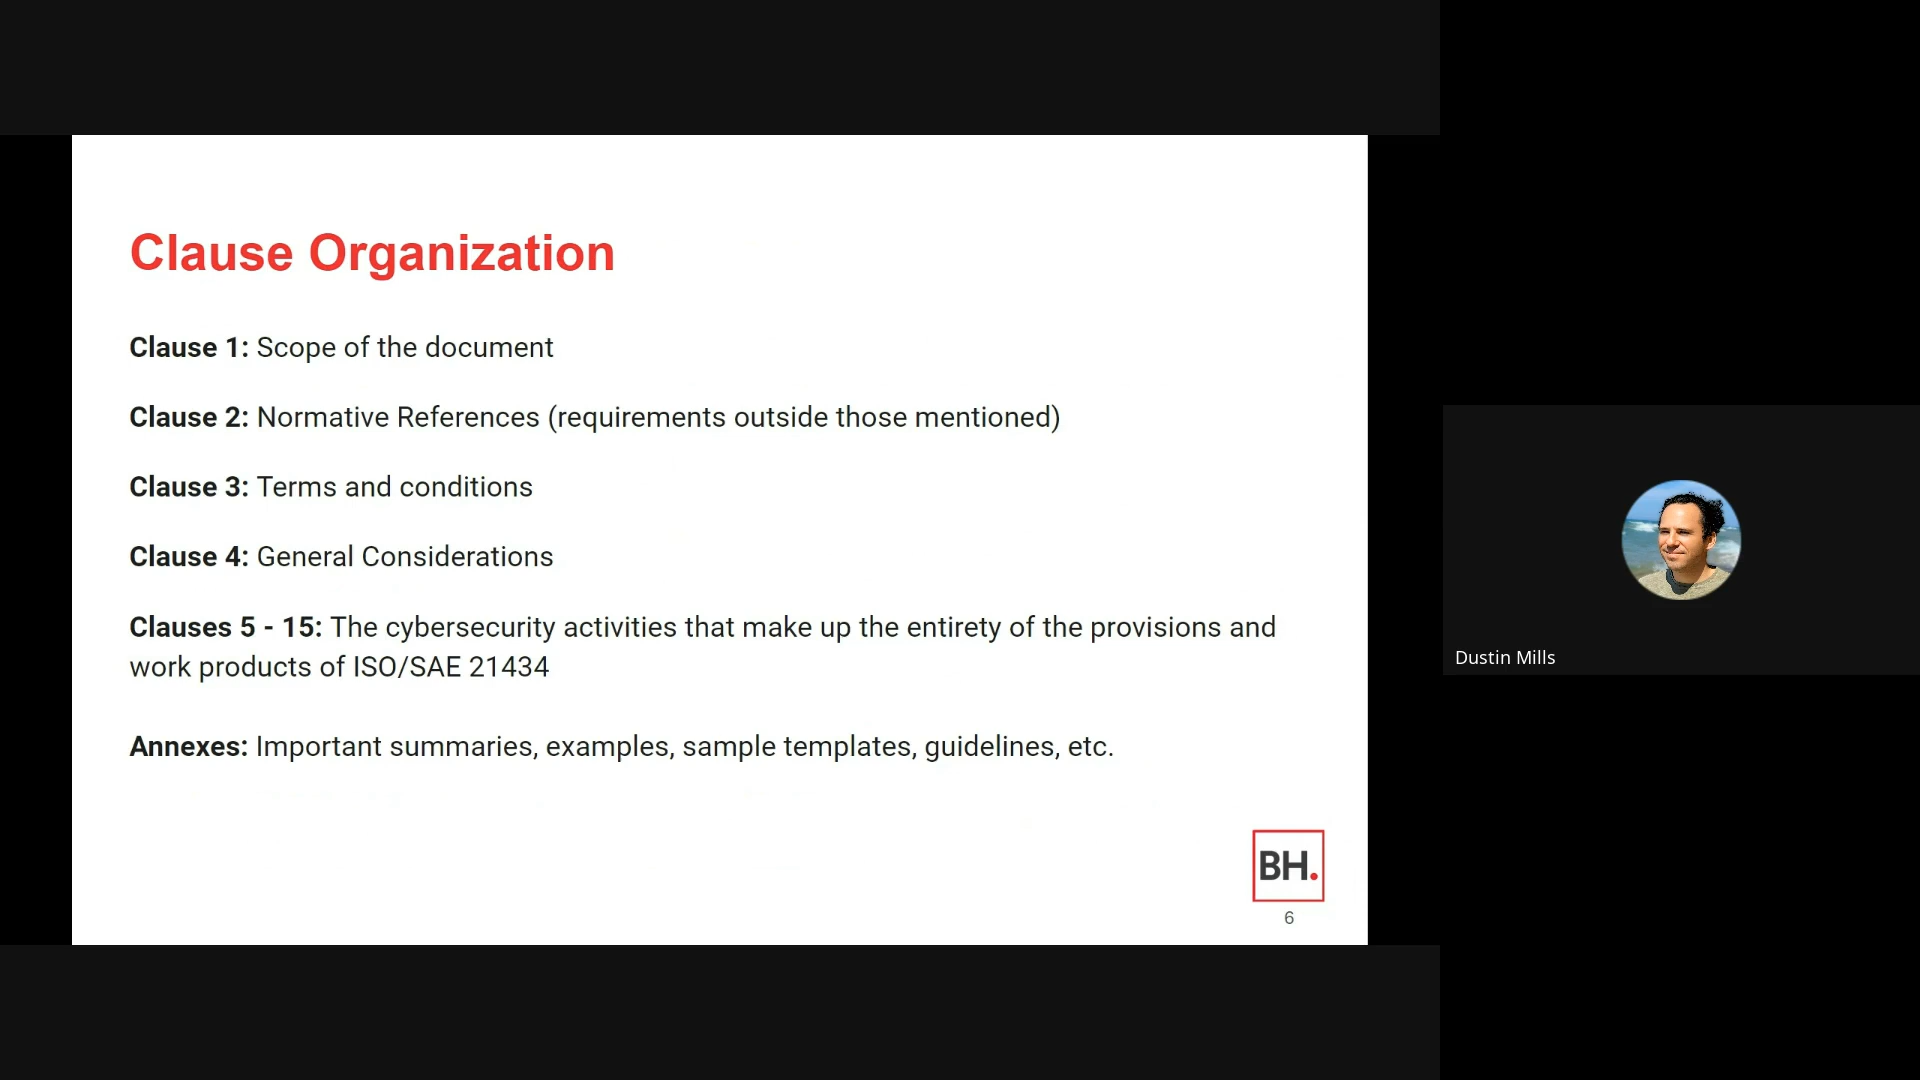 Clause Organization
Clause 1: Scope of the document
Clause 2: Normative References (requirements outside those mentioned)
Clause 3: Terms and conditions
Clause 4: General Considerations
Clauses 5 - 15: The cybersecurity activities that make up the entirety of the provisions and
work products of ISO/SAE 21434
Annexes: Important summaries, examples, sample templates, guidelines, etc.
BH.
6
Dustin Mills